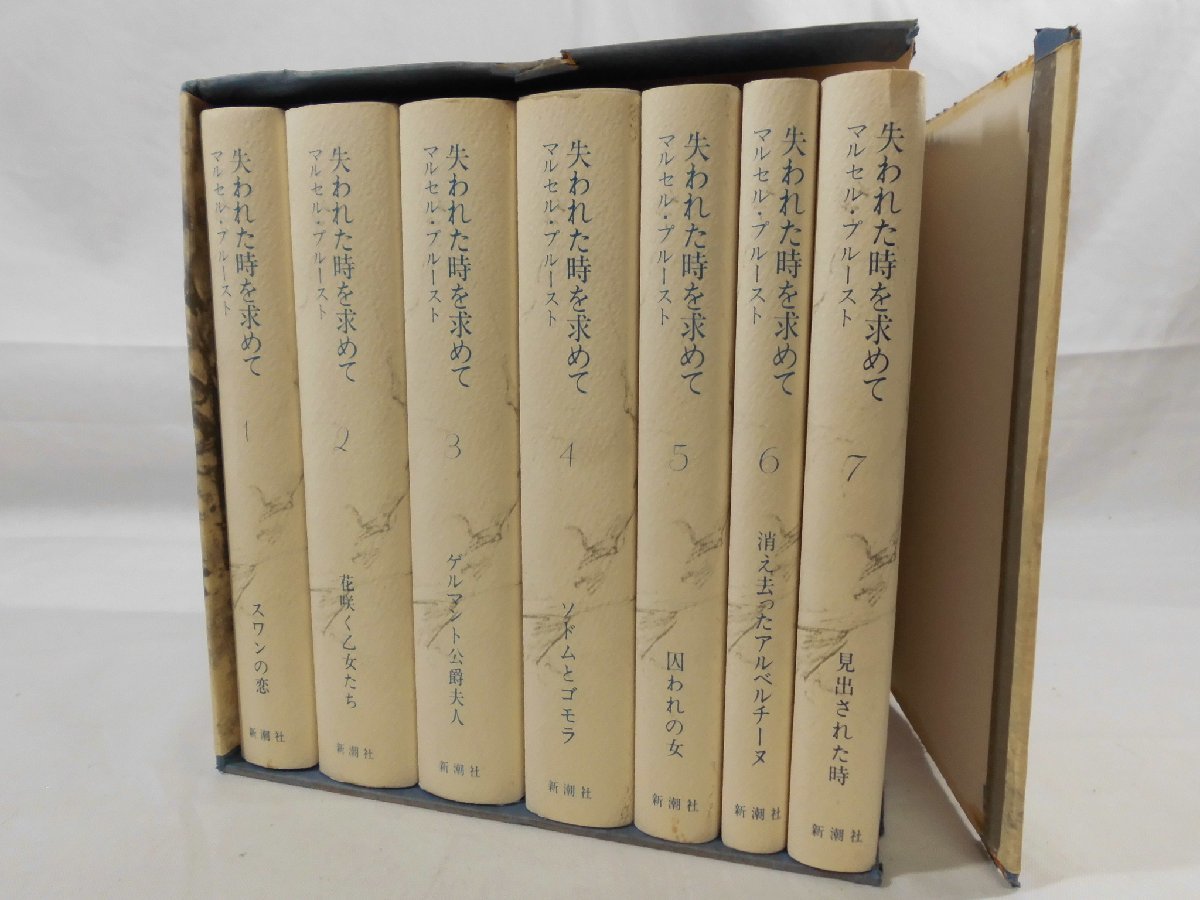 失われた時を求めて
マルセル・プルースト
1
スワンの恋
新潮社
失われた時を求めて
マルセル・プルースト
2
花咲く乙女たち
新潮社
失われた時を求めて
マルセル・プルースト
3
ゲルマント公爵夫人
新潮社
失われた時を求めて
マルセル・プルースト
4
ソドムとゴモラ
新潮社
失われた時を求めて
マルセル・プルースト
5
囚われの女
新潮社
失われた時を求めて
マルセル・プルースト
6
消え去ったアルベルチーヌ
新潮社
失われた時を求めて
マルセル・プルースト
7
見出された時
新潮社